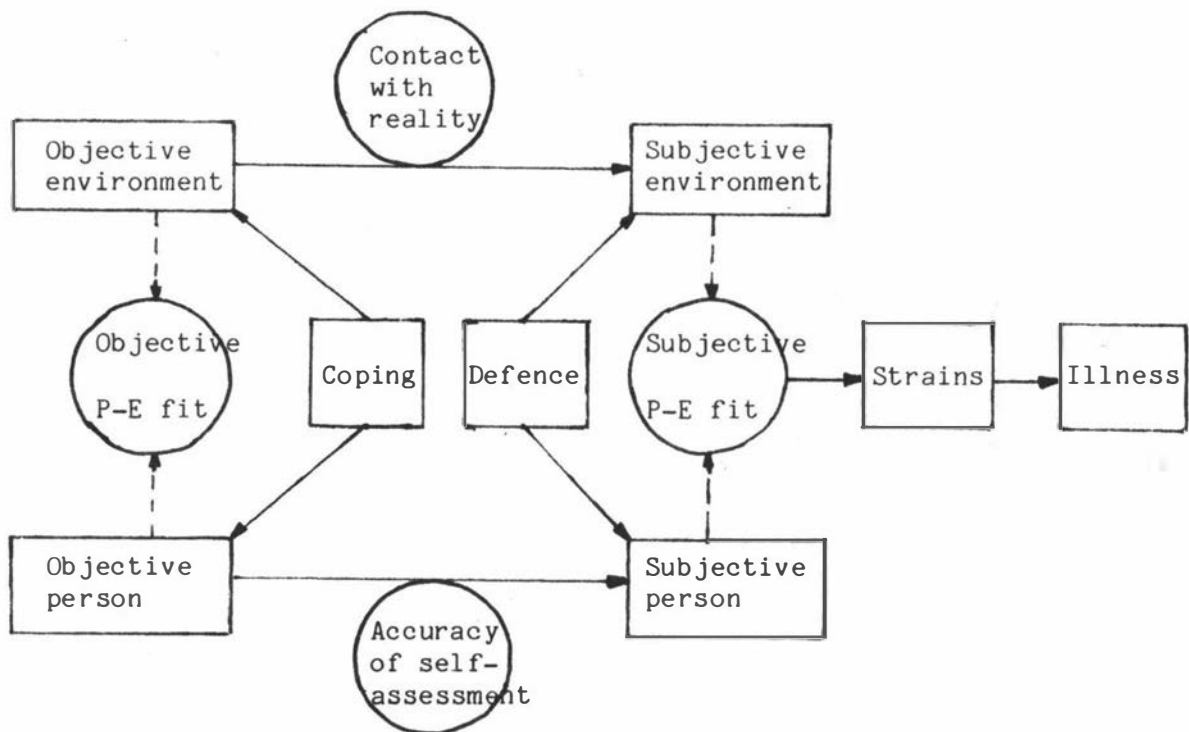 Contact
with
reality
Objective
environment
Subjective
environment
Objective
P-E fit
Coping
Defence
Subjective
P-E fit
Strains
Illness
Objective
person
Subjective
person
Accuracy
of self-
assessment